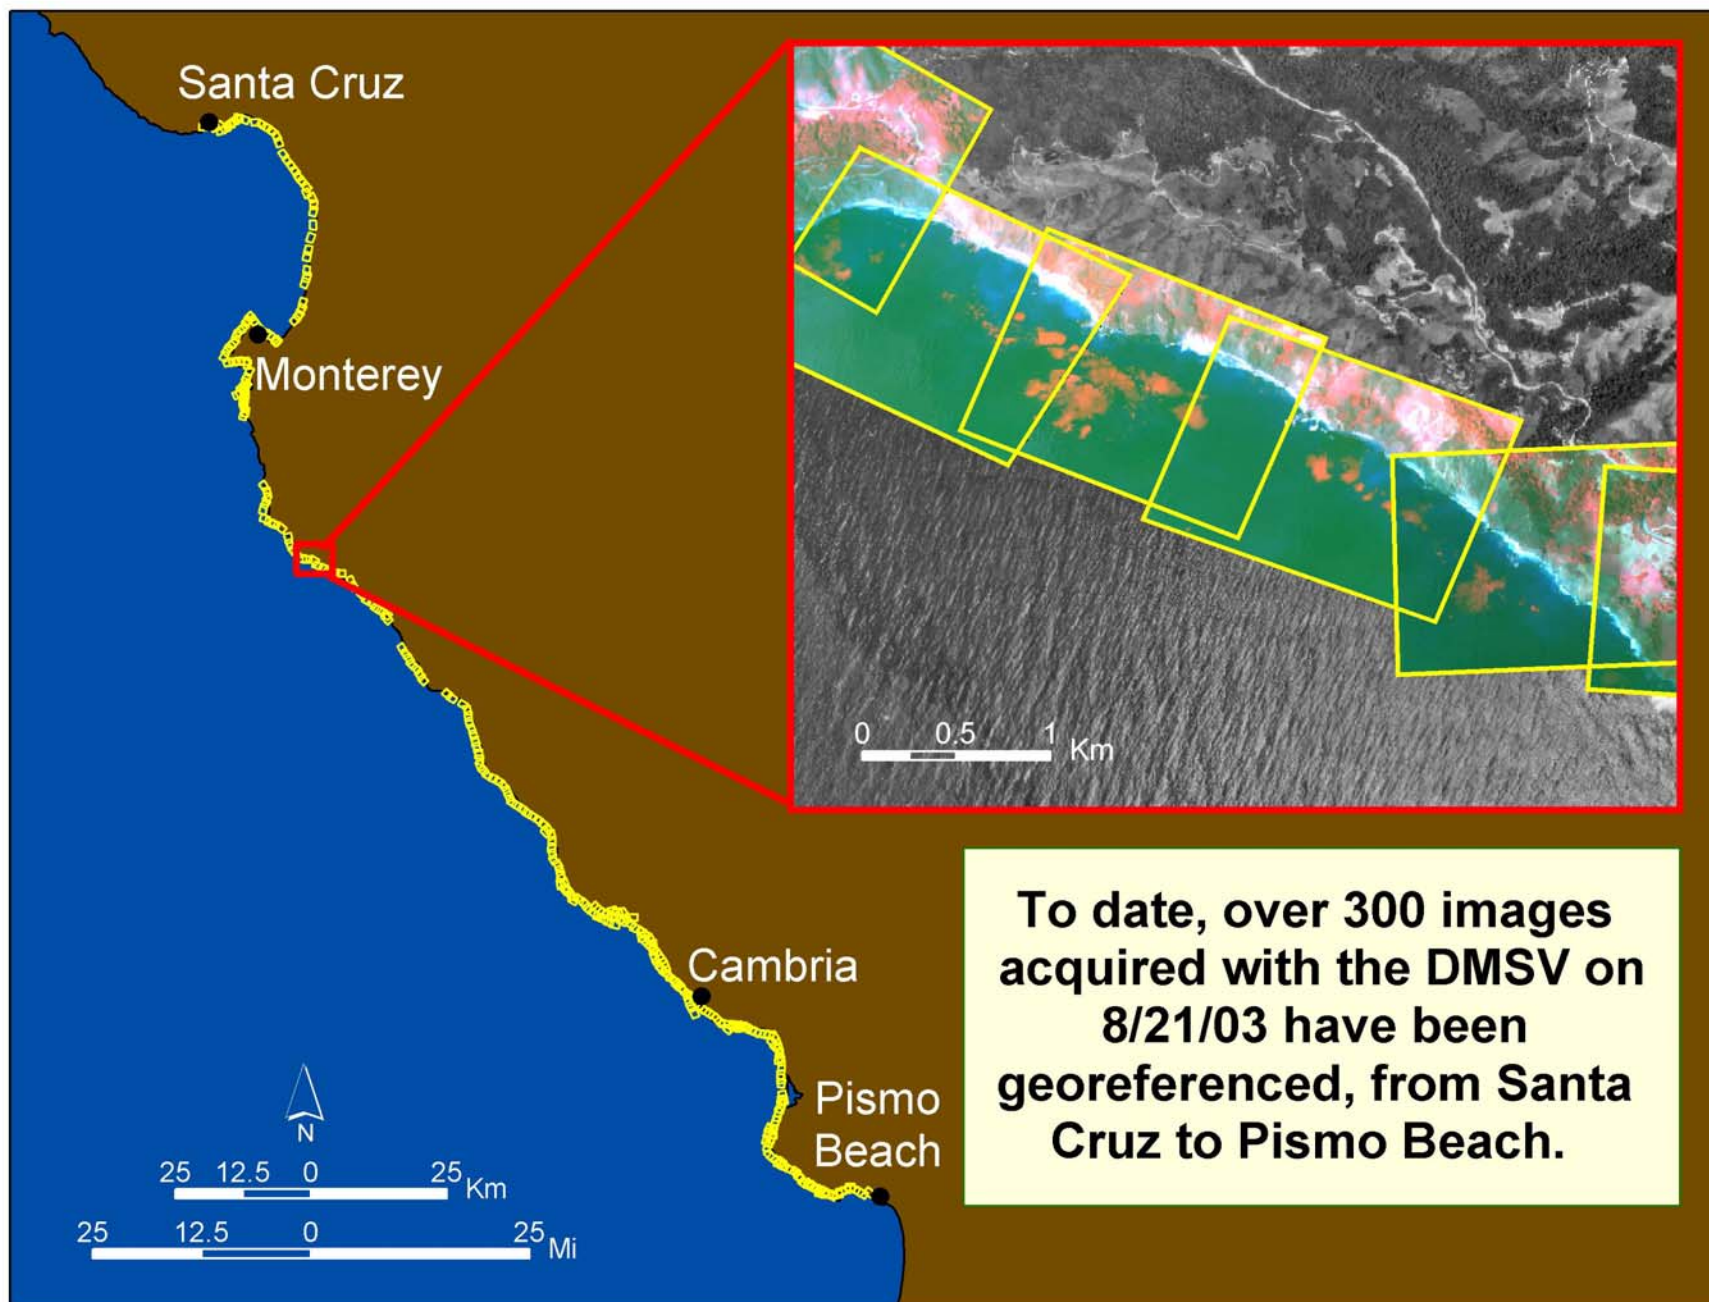 Santa Cruz
Monterey
Cambria
Pismo
Beach
0 0.5 1 Km
To date, over 300 images
acquired with the DMSV on
8/21/03 have been
georeferenced, from Santa
Cruz to Pismo Beach.
N
25 12.5 0 25 Km
25 12.5 0 25 Mi